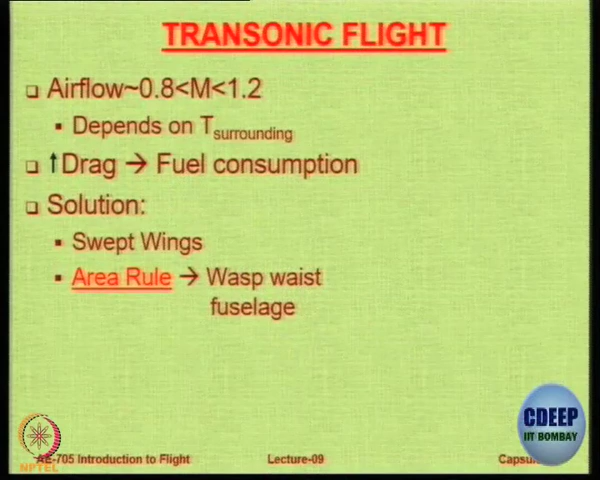 TRANSONIC FLIGHT
❑ Airflow~0.8<M<1.2
▪ Depends on Tsurrounding
❑ ↑Drag → Fuel consumption
❑ Solution:
▪ Swept Wings
▪ Area Rule → Wasp waist
fuselage
CDEEP
IIT BOMBAY
NPTEL
AE-705 Introduction to Flight
Lecture-09